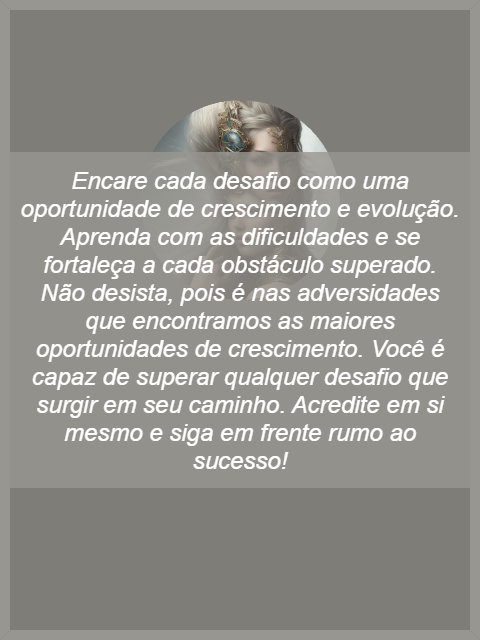 Encare cada desafio como uma
oportunidade de crescimento e evolução.
Aprenda com as dificuldades e se
fortaleça a cada obstáculo superado.
Não desista, pois é nas adversidades
que encontramos as maiores
oportunidades de crescimento. Você é
capaz de superar qualquer desafio que
surgir em seu caminho. Acredite em si
mesmo e siga em frente rumo ao
sucesso!